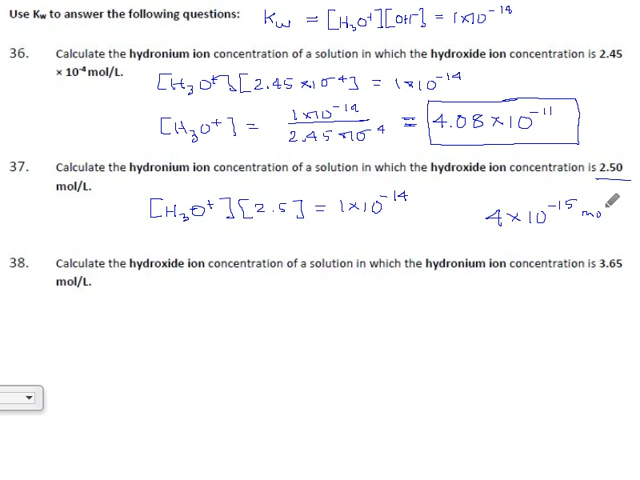 Use Kw to answer the following questions: Kw = [H₃O⁺][OH⁻] = 1×10⁻¹⁴
36. Calculate the hydronium ion concentration of a solution in which the hydroxide ion concentration is 2.45
× 10⁻⁴ mol/L.
[H₃O⁺][2.45×10⁻⁴] = 1×10⁻¹⁴
[H₃O⁺] = 1×10⁻¹⁴ / 2.45×10⁻⁴ = 4.08×10⁻¹¹
37. Calculate the hydronium ion concentration of a solution in which the hydroxide ion concentration is 2.50
mol/L.
[H₃O⁺][2.5] = 1×10⁻¹⁴ 4×10⁻¹⁵ mo
38. Calculate the hydroxide ion concentration of a solution in which the hydronium ion concentration is 3.65
mol/L.